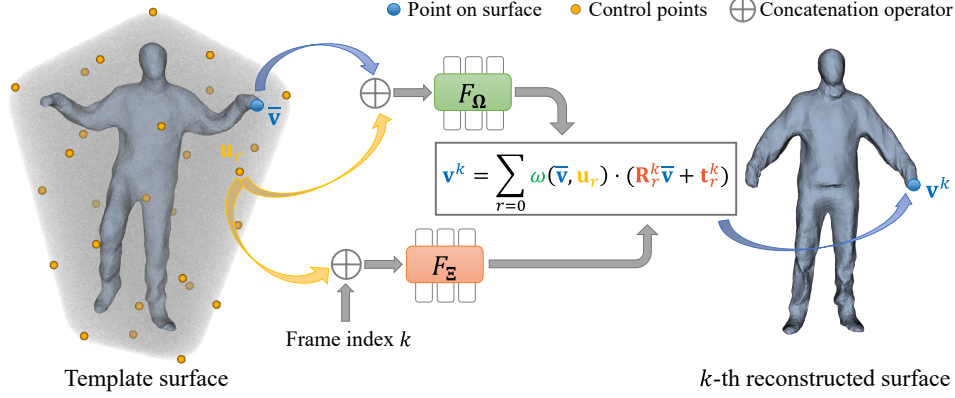 Point on surface Control points Concatenation operator
F_Ω
v̄
u_r
v^k = ∑_{r=0} ω(v̄, u_r) · (R_r^k v̄ + t_r^k)
v^k
F_Ξ
Frame index k
Template surface k-th reconstructed surface